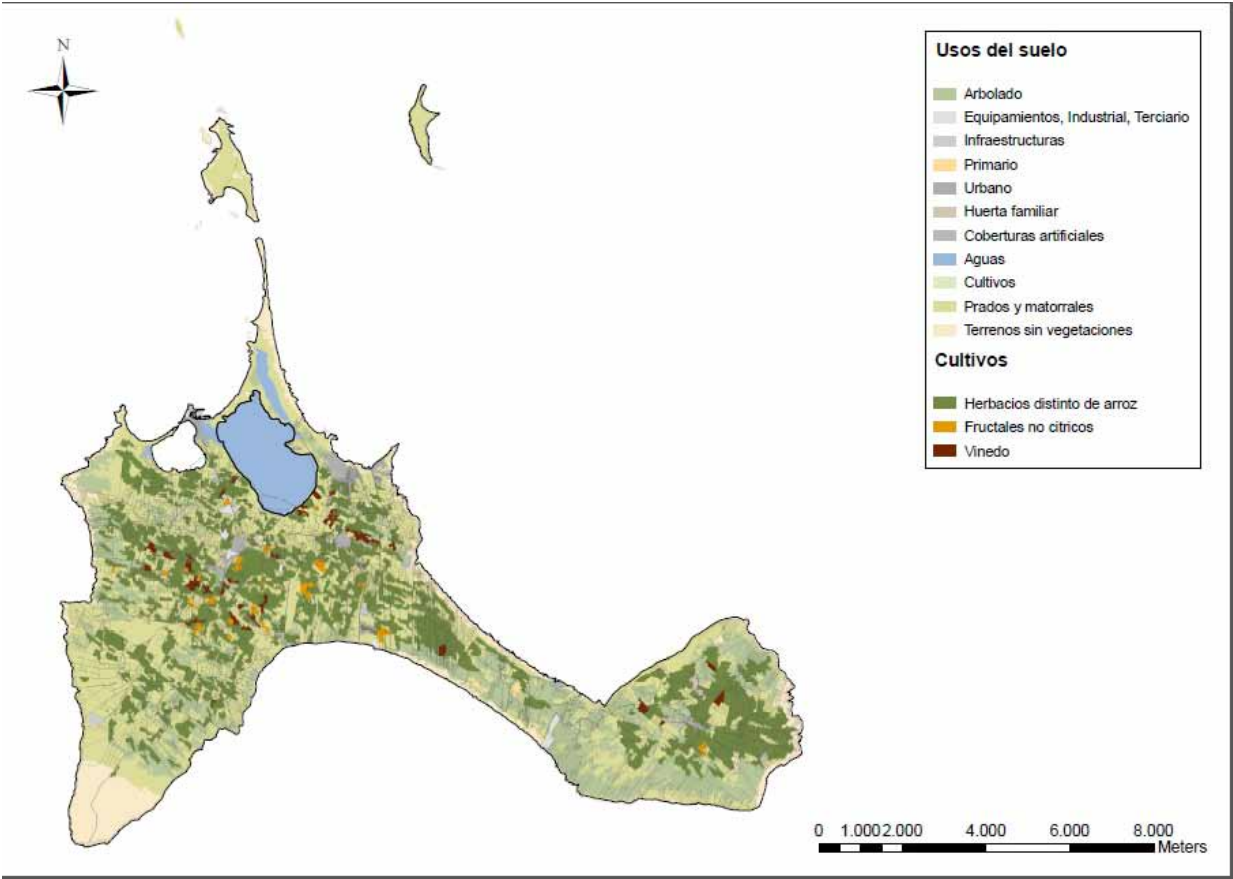 N
Usos del suelo
Arbolado
Equipamientos, Industrial, Terciario
Infraestructuras
Primario
Urbano
Huerta familiar
Coberturas artificiales
Aguas
Cultivos
Prados y matorrales
Terrenos sin vegetaciones
Cultivos
Herbacios distinto de arroz
Fructales no citricos
Vinedo
0 1.000 2.000 4.000 6.000 8.000
Meters